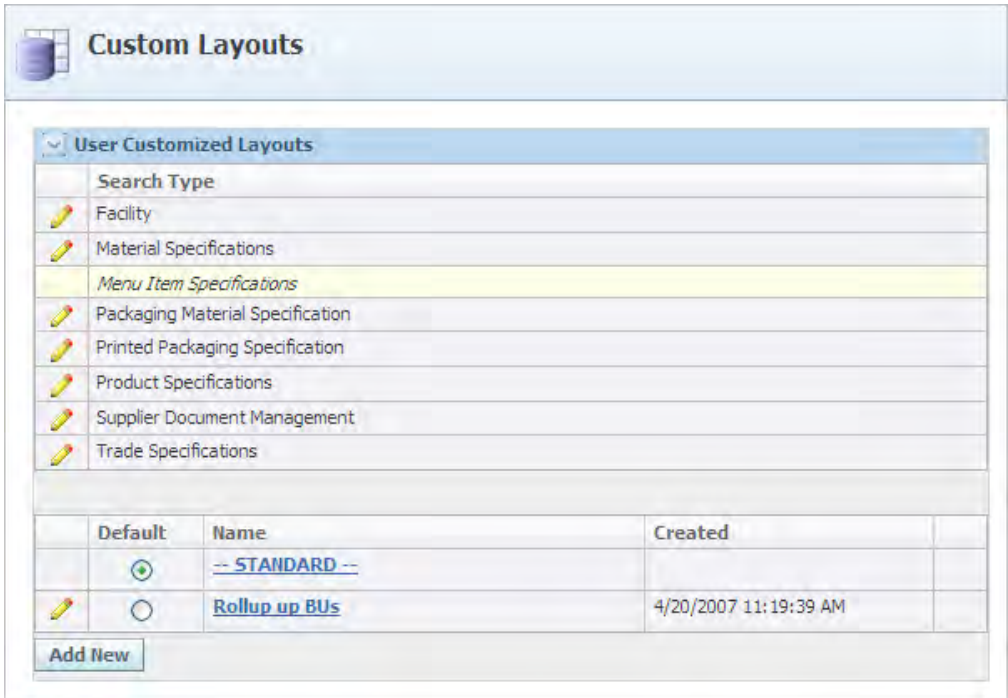 Custom Layouts
User Customized Layouts
Search Type
Facility
Material Specifications
Menu Item Specifications
Packaging Material Specification
Printed Packaging Specification
Product Specifications
Supplier Document Management
Trade Specifications
Default Name Created
-- STANDARD --
Rollup up BUs 4/20/2007 11:19:39 AM
Add New